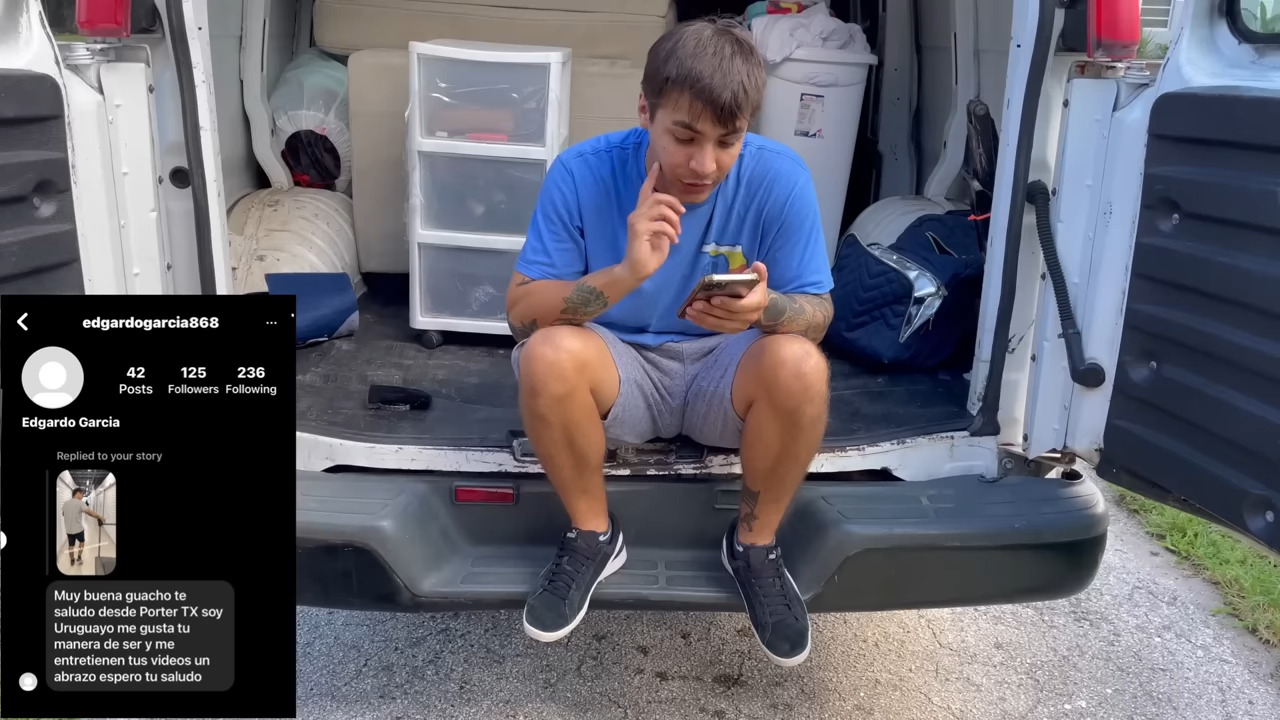 edgardogarcia868
42 125 236
Posts Followers Following
Edgardo Garcia
Replied to your story
Muy buena guacho te
saludo desde Porter TX soy
Uruguayo me gusta tu
manera de ser y me
entretienen tus videos un
abrazo espero tu saludo